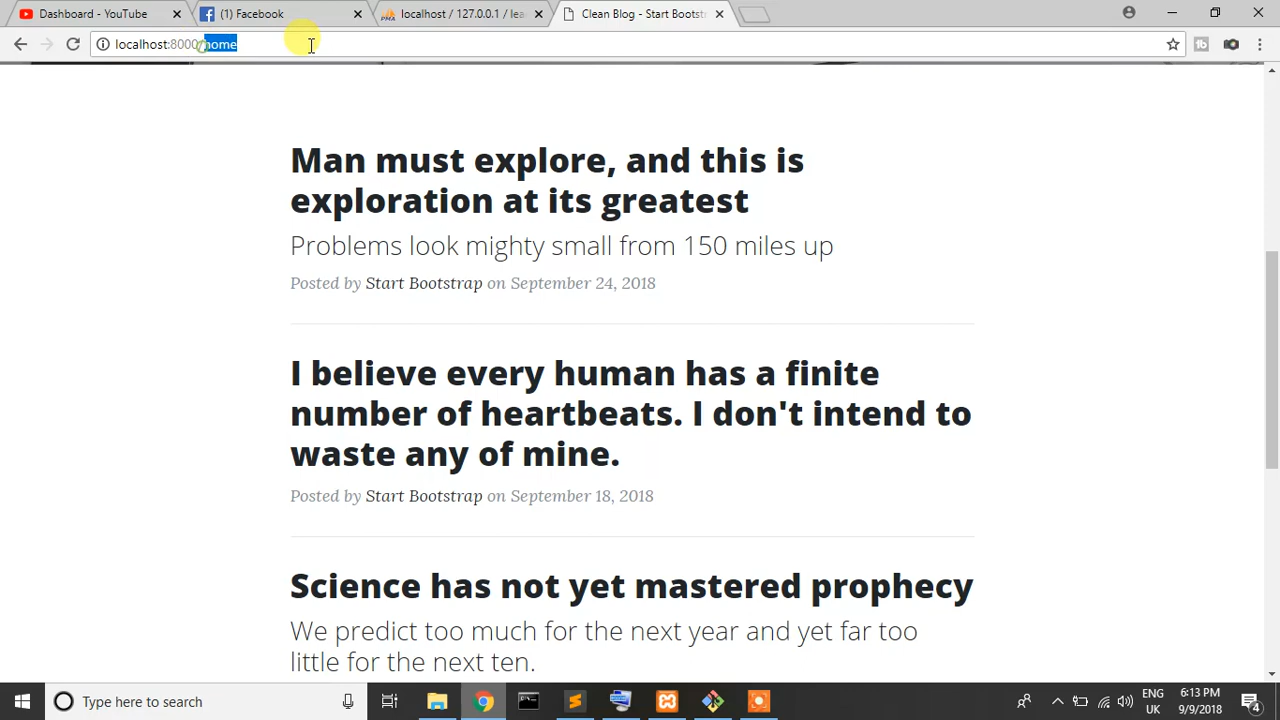 Dashboard - YouTube
(1) Facebook
PMA
localhost / 127.0.0.1 / lea
Clean Blog - Start Bootst
localhost:8000/home
Man must explore, and this is
exploration at its greatest
Problems look mighty small from 150 miles up
Posted by Start Bootstrap on September 24, 2018
I believe every human has a finite
number of heartbeats. I don't intend to
waste any of mine.
Posted by Start Bootstrap on September 18, 2018
Science has not yet mastered prophecy
We predict too much for the next year and yet far too
little for the next ten.
Type here to search
ENG
UK
6:13 PM
9/9/2018
4